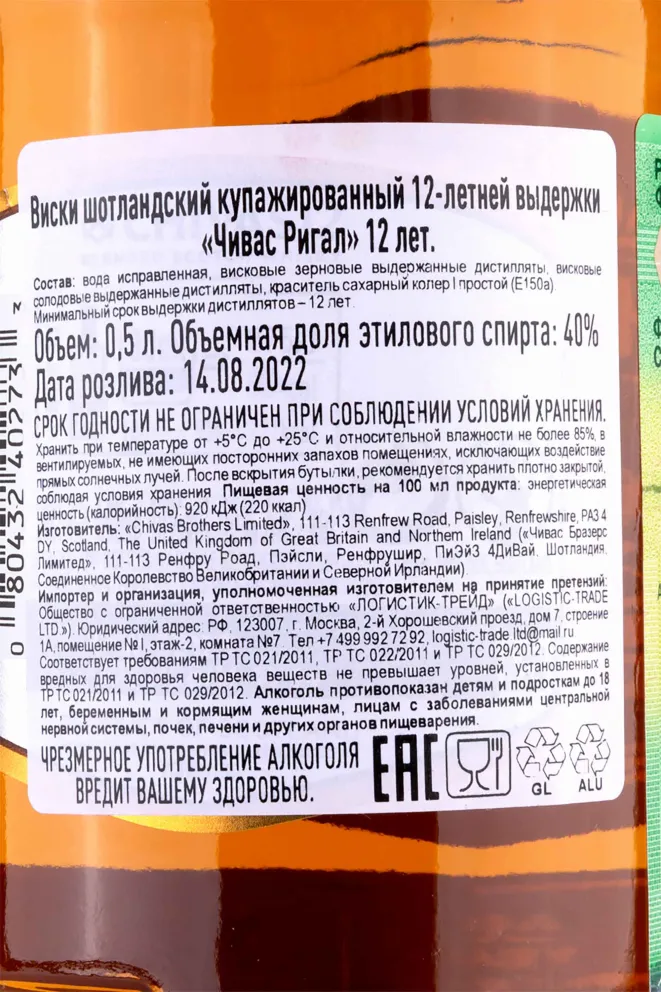 Виски шотландский купажированный 12-летней выдержки
«Чивас Ригал» 12 лет.
Состав: вода исправленная, висковые зерновые выдержанные дистилляты, висковые
солодовые выдержанные дистилляты, краситель сахарный колер I простой (E150a)
Минимальный срок выдержки дистиллятов – 12 лет.
Объем: 0,5 л. Объемная доля этилового спирта: 40%
Дата розлива: 14.08.2022
СРОК ГОДНОСТИ НЕ ОГРАНИЧЕН ПРИ СОБЛЮДЕНИИ УСЛОВИЙ ХРАНЕНИЯ.
Хранить при температуре от +5°С до +25°С и относительной влажности не более 85%, в
вентилируемых, не имеющих посторонних запахов помещениях, исключающих воздействие
прямых солнечных лучей. После вскрытия бутылки, рекомендуется хранить плотно закрытой,
соблюдая условия хранения Пищевая ценность на 100 мл продукта: энергетическая
ценность (калорийность): 920 кДж (220 ккал)
Изготовитель: «Chivas Brothers Limited», 111-113 Renfrew Road, Paisley, Renfrewshire, PA3 4
DY, Scotland, The United Kingdom of Great Britain and Northern Ireland («Чивас Бразерс
Лимитед», 111-113 Ренфру Роад, Пэйсли, Ренфрушир, ПиЭйЗ 4ДиВай. Шотландия,
Соединенное Королевство Великобритании и Северной Ирландии)
Импортер и организация, уполномоченная изготовителем на принятие претензий:
Общество с ограниченной ответственностью «ЛОГИСТИК-ТРЕЙД» («LOGISTIC-TRADE
LTD.»). Юридический адрес: РФ, 123007, г. Москва, 2-й Хорошевский проезд, дом 7, строение
1А, помещение №I, этаж-2, комната №7. Тел +7 499 992 72 92, logistic-trade ltd@mail ru
Соответствует требованиям ТР ТС 021/2011, ТР ТС 022/2011 и ТР ТС 029/2012. Содержание
вредных для здоровья человека веществ не превышает уровней, установленных в
ТР ТС 021/2011 и ТР ТС 029/2012. Алкоголь противопоказан детям и подросткам до 18
лет, беременным и кормящим женщинам, лицам с заболеваниями центральной
нервной системы, почек, печени и других органов пищеварения.
ЧРЕЗМЕРНОЕ УПОТРЕБЛЕНИЕ АЛКОГОЛЯ
ВРЕДИТ ВАШЕМУ ЗДОРОВЬЮ.
EAC
GL
ALU
0 80432 40273 7